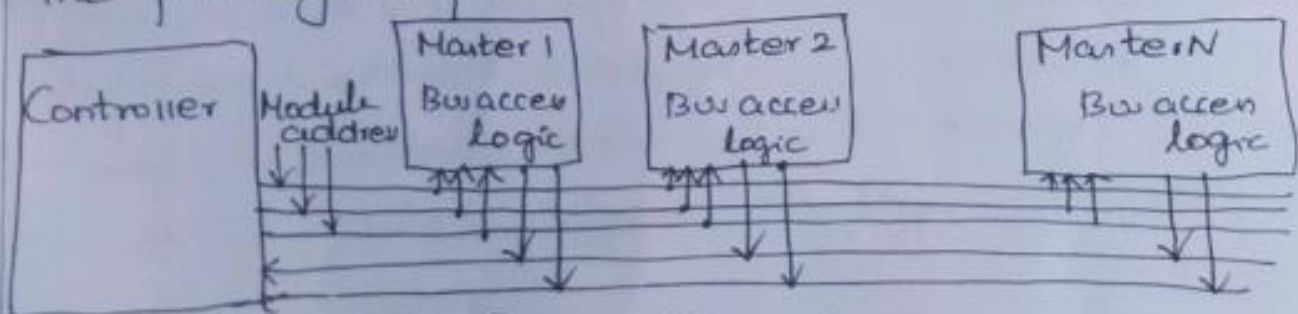 Controller
Module
address
Master 1
Bus access
logic
Master 2
Bus access
logic
Master N
Bus access
logic